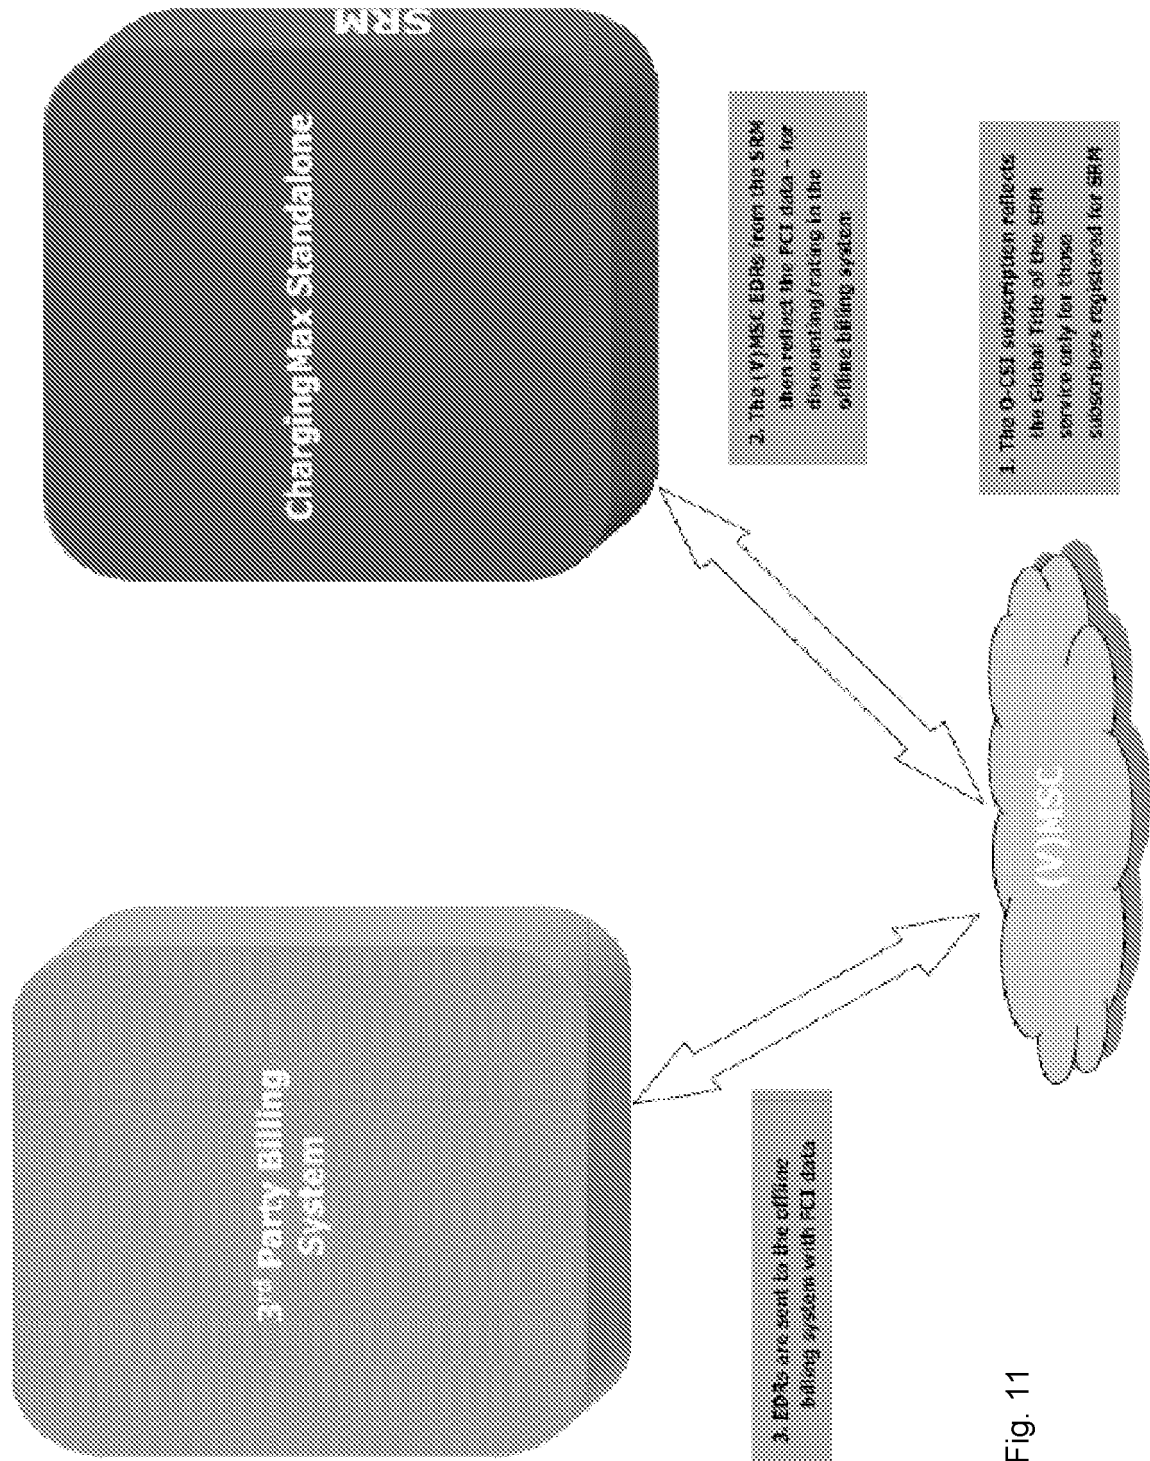 3rd Party Billing
System
ChargingMax Standalone
SRM
3. EDRs are sent to the offline
billing system with FCI data
2. The (V)MSC EDRs from the SRM
then reflect the FCI data – for
discounting/rating in the
offline billing system
1. The O-CSI subscription reflects
the Global Title of the SRM
service only for those
subscribers registered for SRM
(V)MSC
Fig. 11